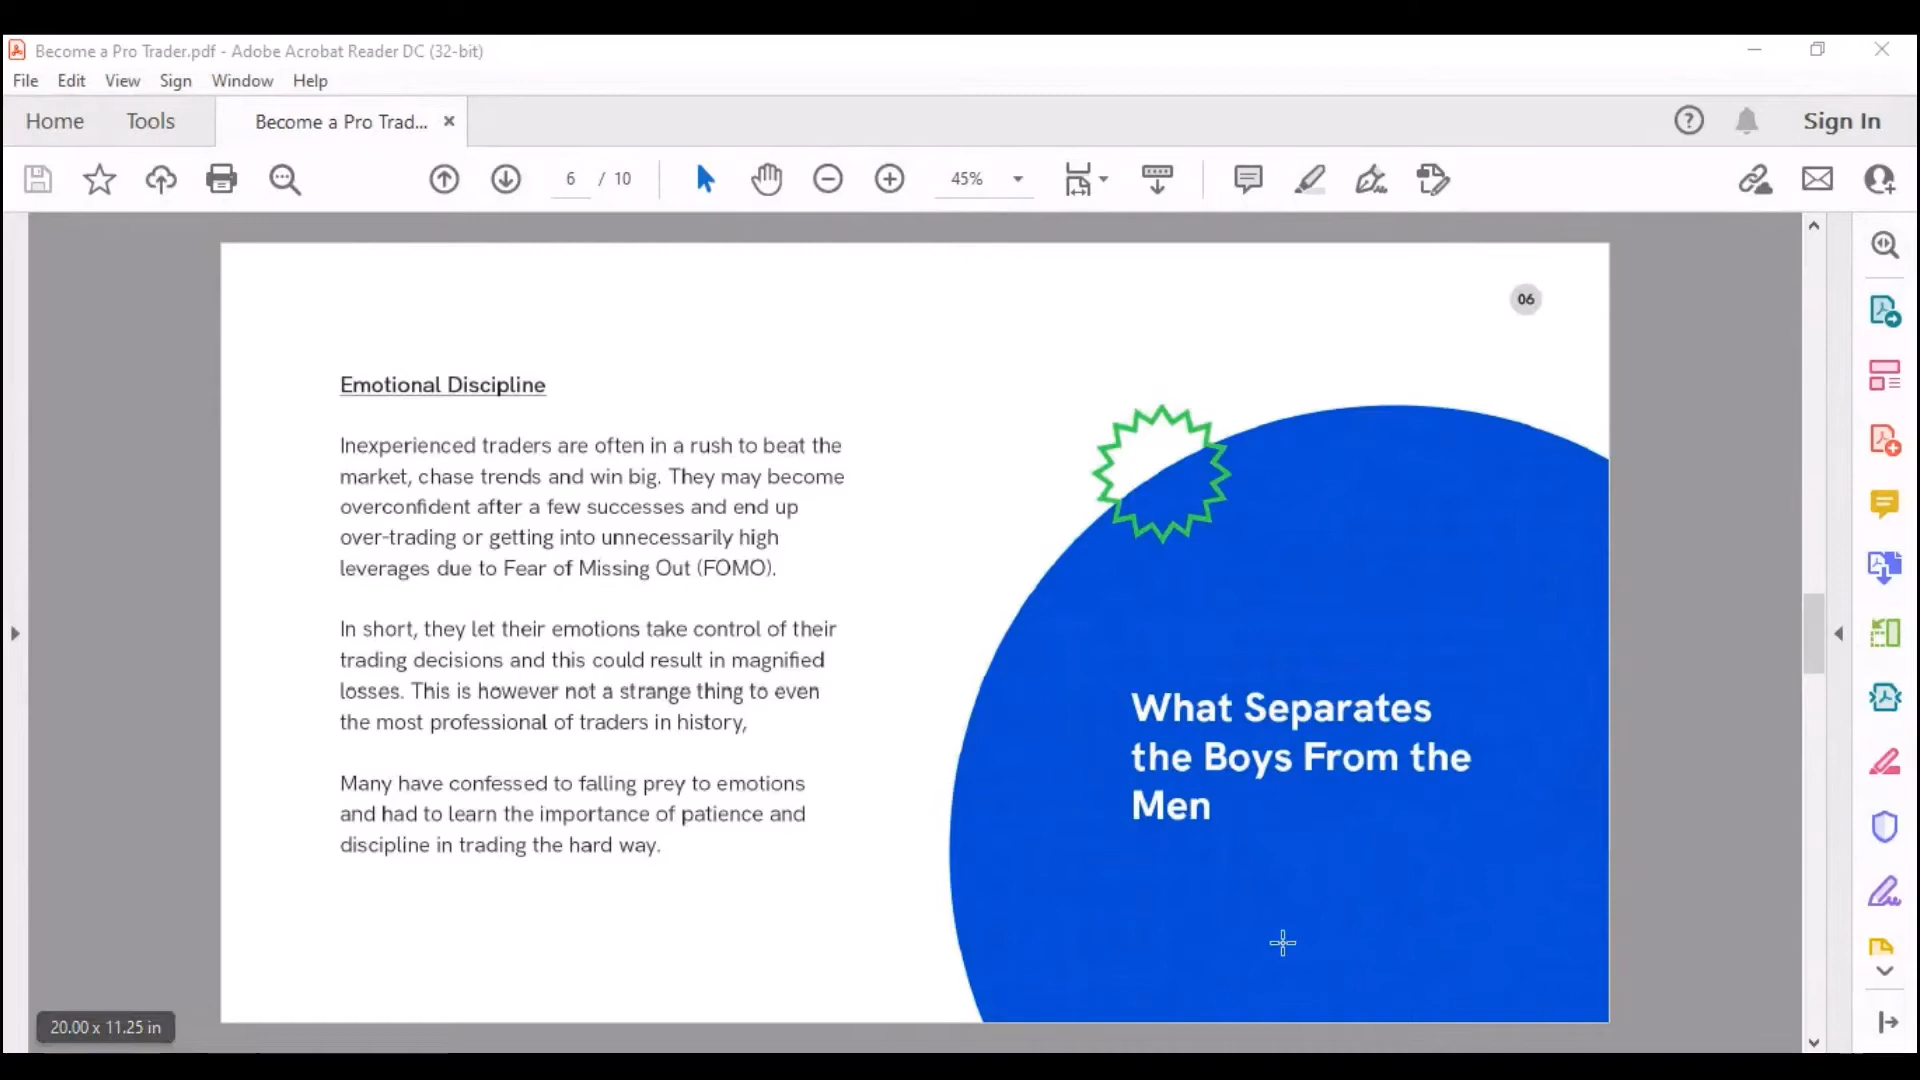 Become a Pro Trader.pdf - Adobe Acrobat Reader DC (32-bit)
File Edit View Sign Window Help
Home Tools Become a Pro Trad... Sign In
6 / 10 45%
06
Emotional Discipline
Inexperienced traders are often in a rush to beat the
market, chase trends and win big. They may become
overconfident after a few successes and end up
over-trading or getting into unnecessarily high
leverages due to Fear of Missing Out (FOMO).
In short, they let their emotions take control of their
trading decisions and this could result in magnified
losses. This is however not a strange thing to even
the most professional of traders in history,
Many have confessed to falling prey to emotions
and had to learn the importance of patience and
discipline in trading the hard way.
What Separates
the Boys From the
Men
20.00 x 11.25 in